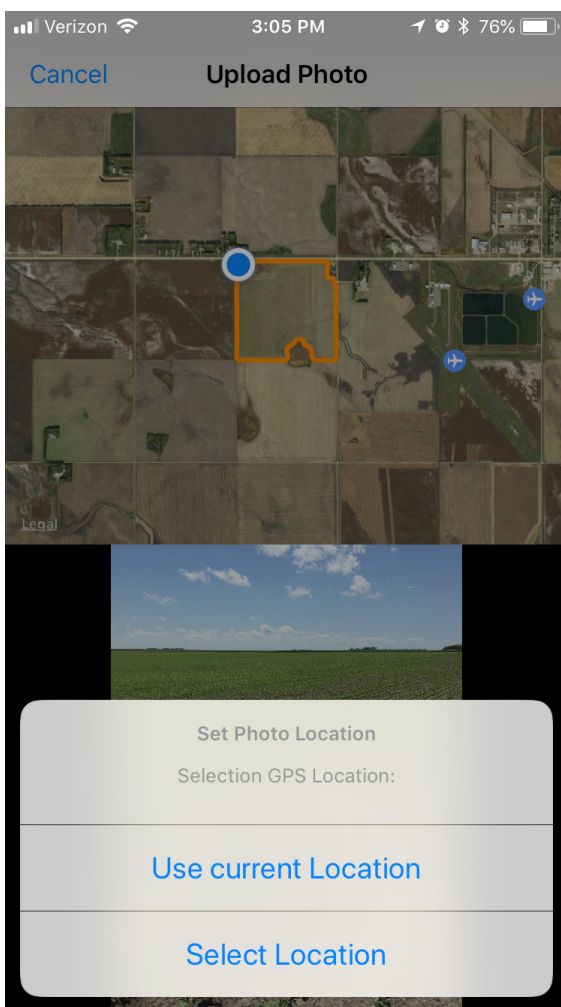 Verizon 3:05 PM 76%
Cancel Upload Photo
Legal
Set Photo Location
Selection GPS Location:
Use current Location
Select Location